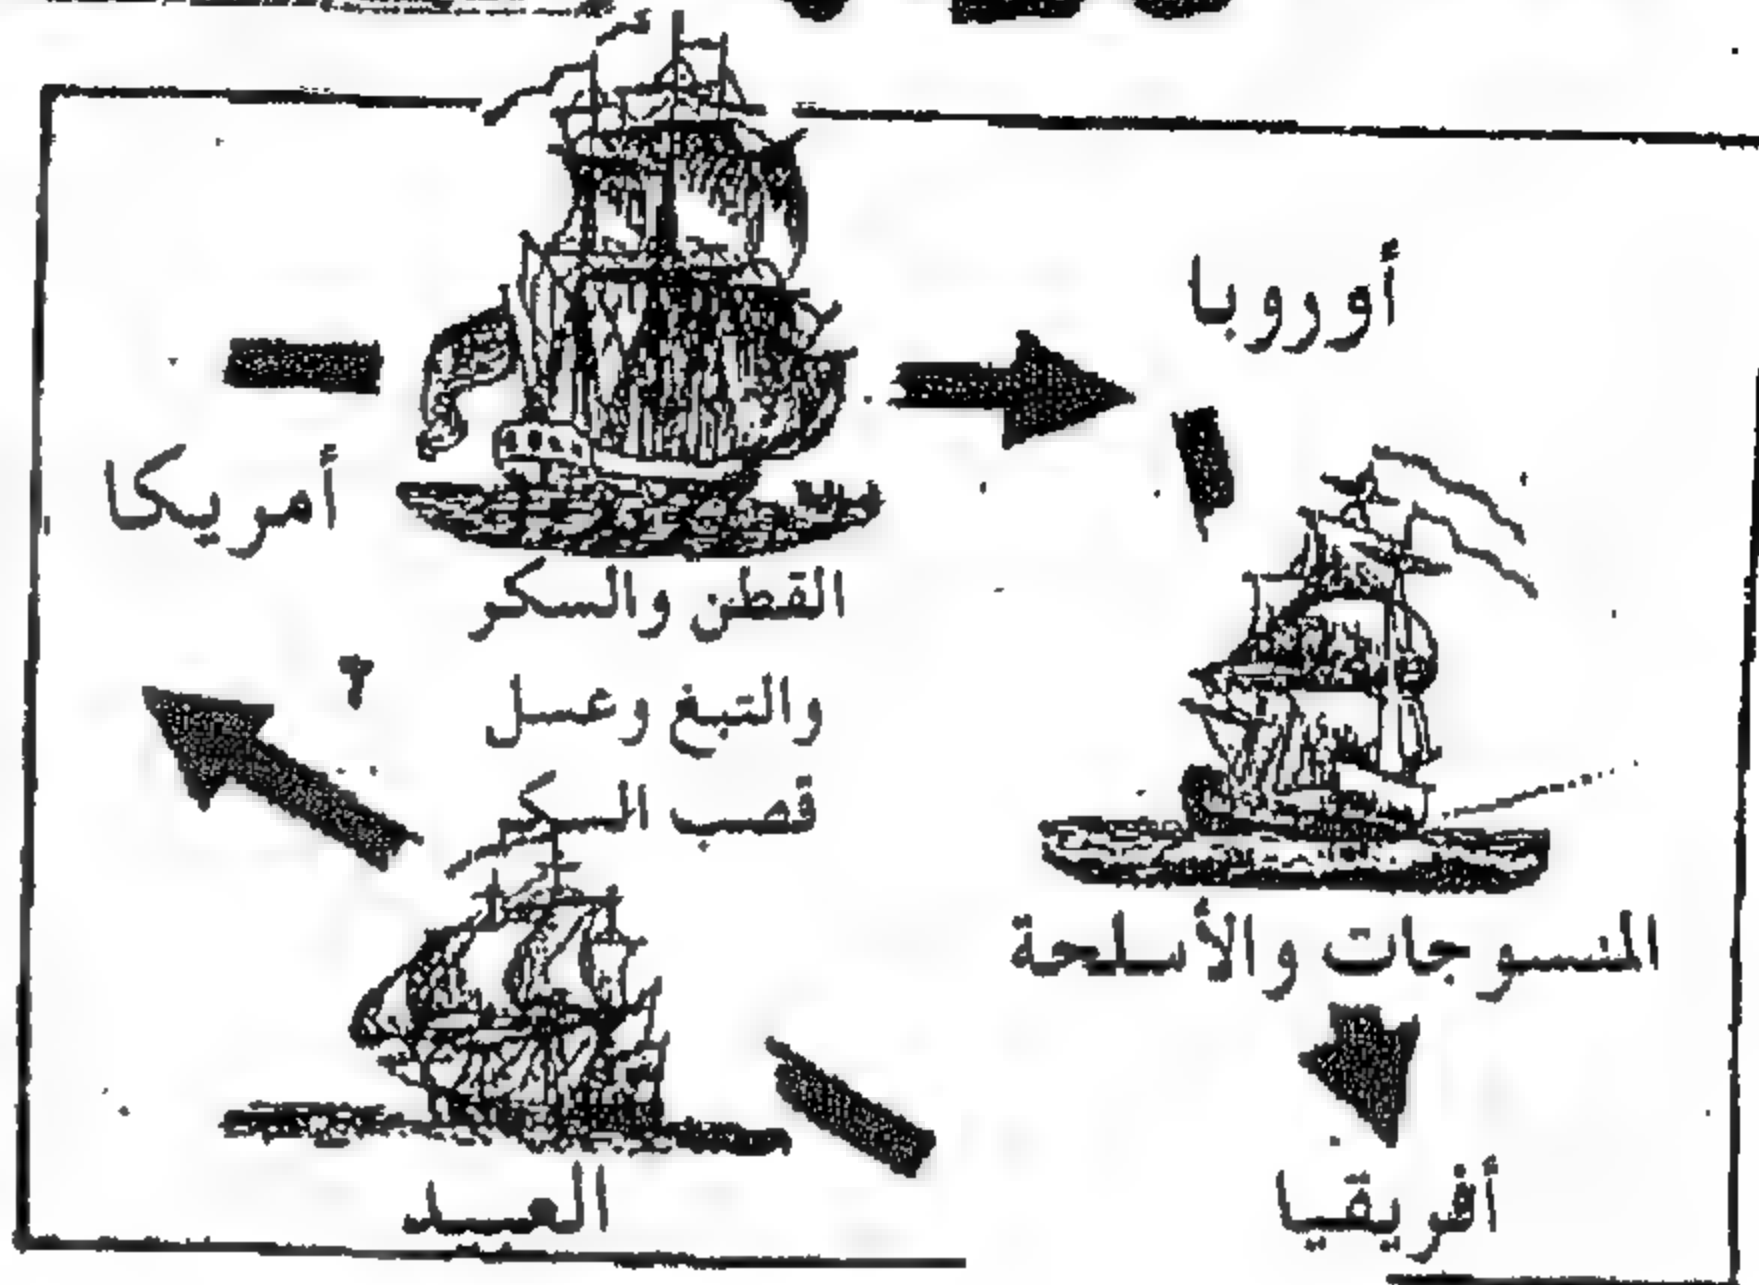 أوروبا
أمريكا
القطن والسكر
والتبغ وعسل
قصب السكر
المنسوجات والأسلحة
أفريقيا
العبيد